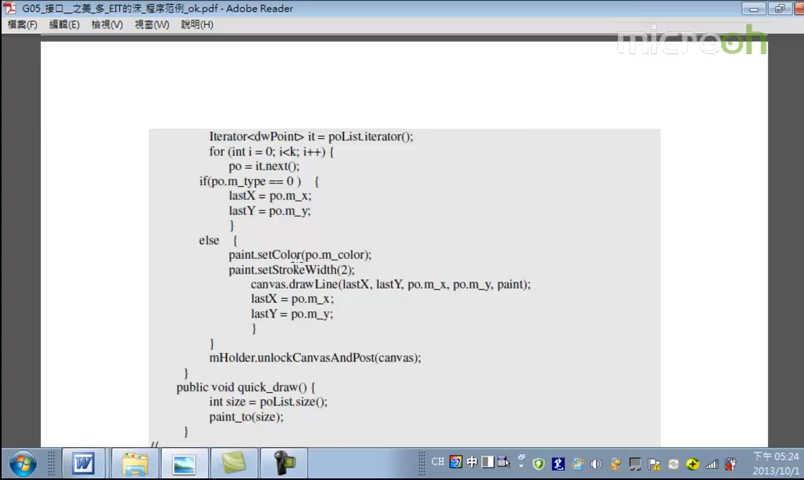 G05_接口__之美_多_EIT的深_程序范例_ok.pdf - Adobe Reader
檔案(F) 編輯(E) 檢視(V) 視窗(W) 說明(H)
microoh
Iterator<dwPoint> it = poList.iterator();
for (int i = 0; i<k; i++) {
po = it.next();
if(po.m_type == 0 ) {
lastX = po.m_x;
lastY = po.m_y;
}
else {
paint.setColor(po.m_color);
paint.setStrokeWidth(2);
canvas.drawLine(lastX, lastY, po.m_x, po.m_y, paint);
lastX = po.m_x;
lastY = po.m_y;
}
}
mHolder.unlockCanvasAndPost(canvas);
}
public void quick_draw() {
int size = poList.size();
paint_to(size);
}
//
CH 中 下午 05:24
2013/10/1